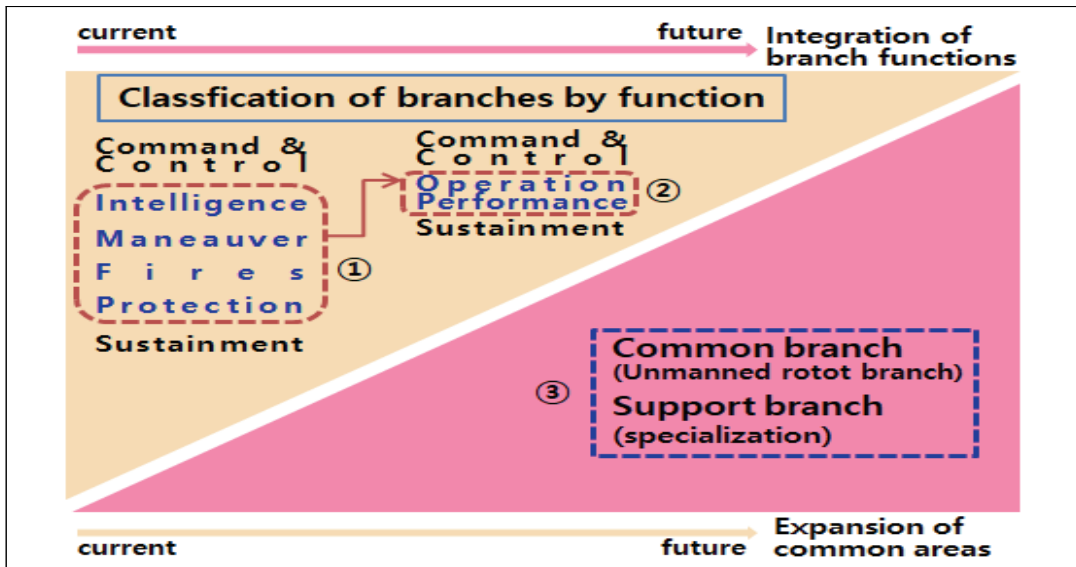 current future
Integration of
branch functions
Classfication of branches by function
Command &
Control
Intelligence
Maneauver
Fires
Protection
Sustainment
①
Command &
Control
Operation
Performance
Sustainment
②
③
Common branch
(Unmanned rotot branch)
Support branch
(specialization)
current future
Expansion of
common areas